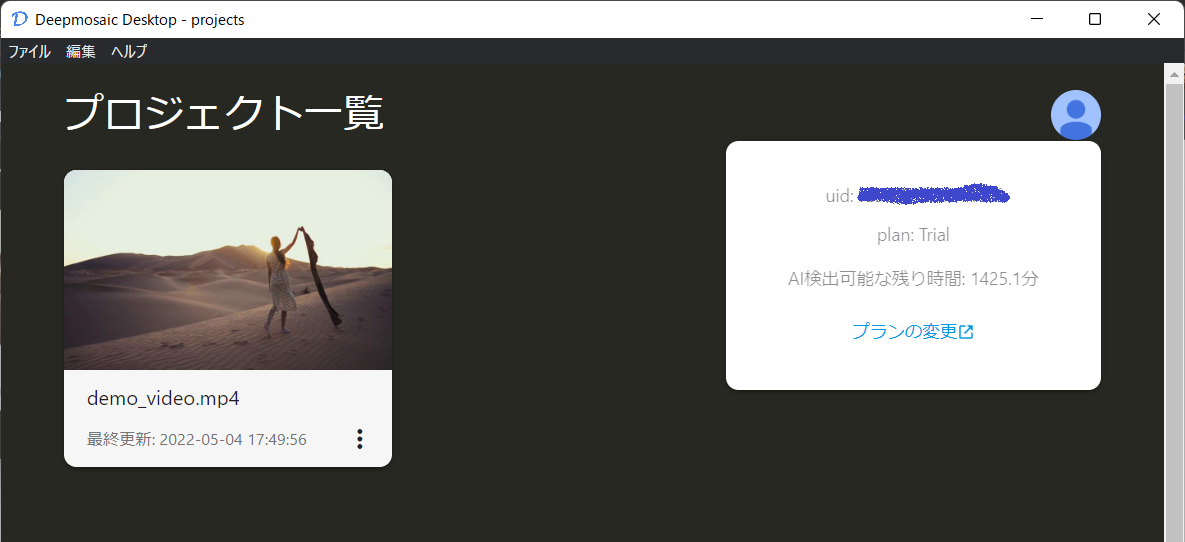 Deepmosaic Desktop - projects
ファイル 編集 ヘルプ
プロジェクト一覧
uid:
plan: Trial
AI検出可能な残り時間: 1425.1分
プランの変更
demo_video.mp4
最終更新: 2022-05-04 17:49:56